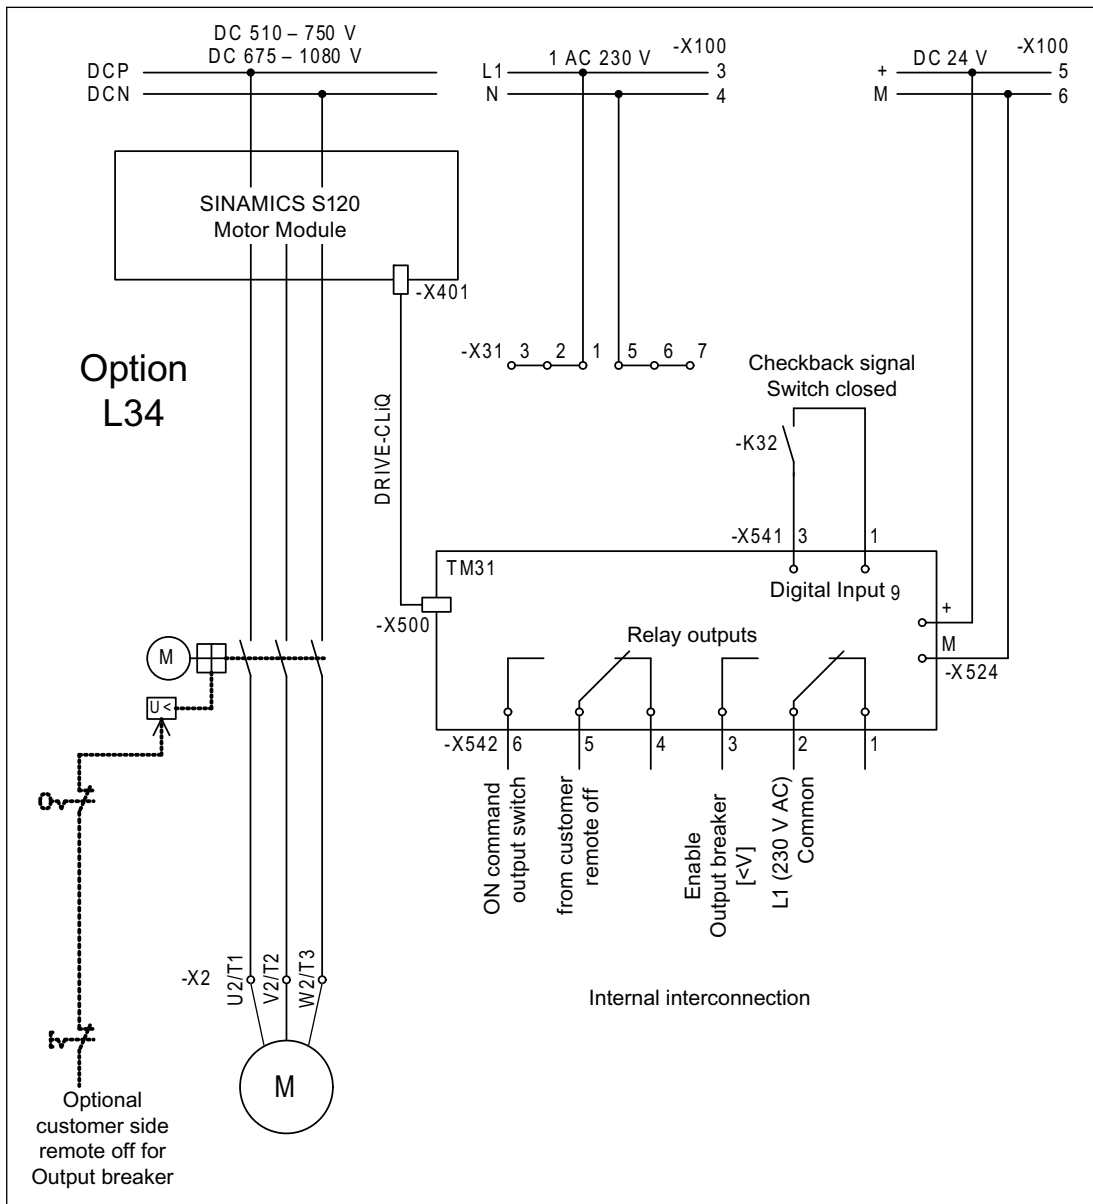 DC 510 – 750 V
DC 675 – 1080 V
DCP
DCN
1 AC 230 V
-X100
L1
3
N
4
DC 24 V
-X100
+
5
M
6
SINAMICS S120
Motor Module
-X401
Option
L34
-X31 3 2 1 5 6 7
Checkback signal
Switch closed
-K32
DRIVE-CLiQ
-X541 3 1
TM31
Digital Input 9
-X500
+
M
-X524
Relay outputs
M
U <
-X542 6 5 4 3 2 1
ON command
output switch
from customer
remote off
Enable
Output breaker
[<V]
L1 (230 V AC)
Common
-X2
U2/T1
V2/T2
W2/T3
Internal interconnection
M
Optional
customer side
remote off for
Output breaker